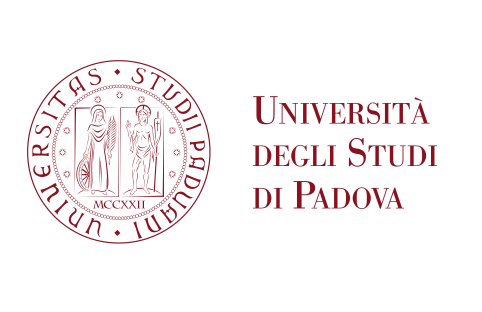 UNIVERSITAS · STUDII PADUANI ·
MCCXXII
UNIVERSITÀ
DEGLI STUDI
DI PADOVA